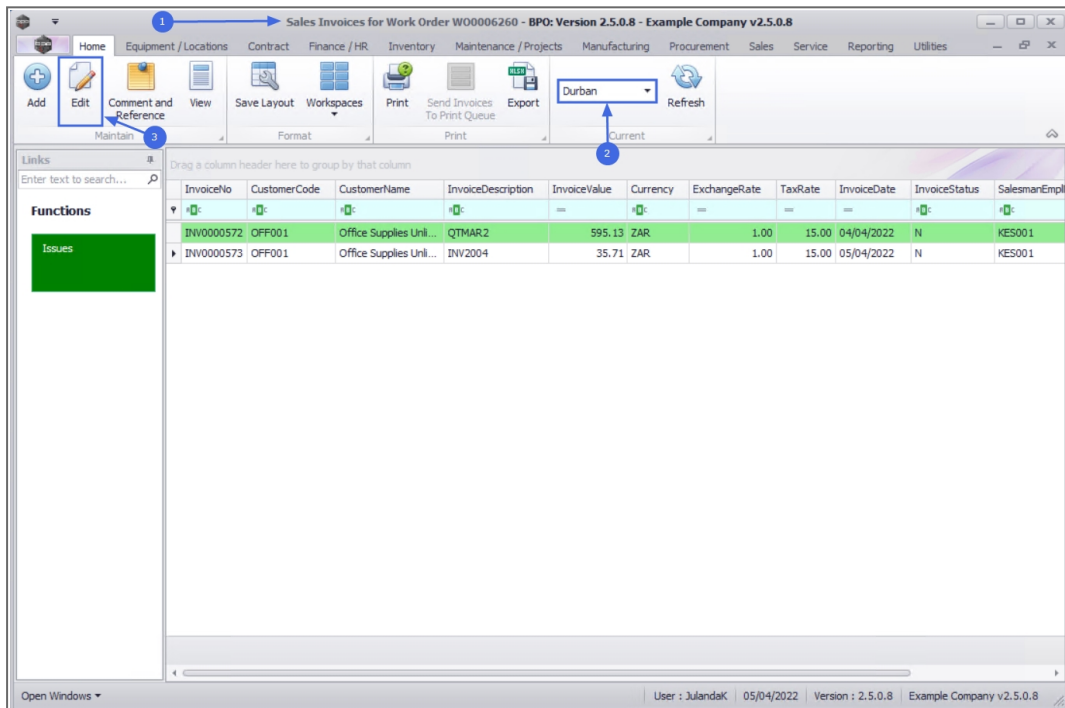 1
Sales Invoices for Work Order WO0006260 - BPO: Version 2.5.0.8 - Example Company v2.5.0.8
Home Equipment / Locations Contract Finance / HR Inventory Maintenance / Projects Manufacturing Procurement Sales Service Reporting Utilities
Add Edit Comment and Reference View Save Layout Workspaces Print Send Invoices To Print Queue Export Durban Refresh
Maintain 3 Format Print Current
2
Links
Drag a column header here to group by that column
Enter text to search...
InvoiceNo CustomerCode CustomerName InvoiceDescription InvoiceValue Currency ExchangeRate TaxRate InvoiceDate InvoiceStatus SalesmanEmpl
Functions
= = = =
INV0000572 OFF001 Office Supplies Unli... QTMAR2 595.13 ZAR 1.00 15.00 04/04/2022 N KES001
Issues
INV0000573 OFF001 Office Supplies Unli... INV2004 35.71 ZAR 1.00 15.00 05/04/2022 N KES001
Open Windows User : JulandaK 05/04/2022 Version : 2.5.0.8 Example Company v2.5.0.8